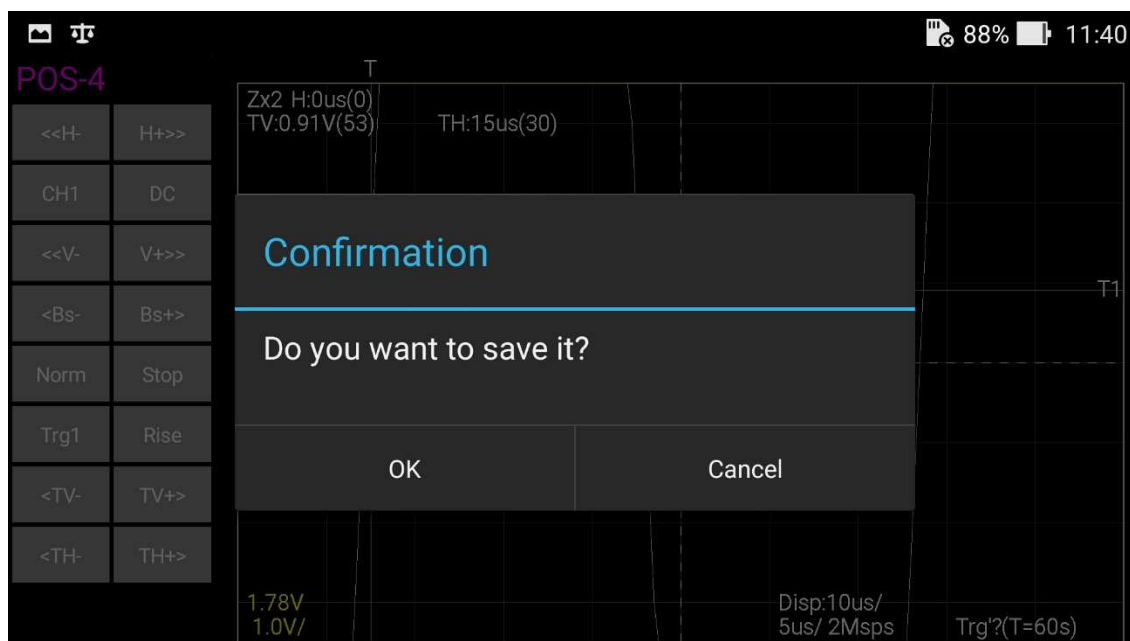 88% 11:40
POS-4
T
Zx2 H:0us(0)
TV:0.91V(53) TH:15us(30)
<<H- H+>>
CH1 DC
<<V- V+>>
<Bs- Bs+>
Norm Stop
Trg1 Rise
<TV- TV+>
<TH- TH+>
Confirmation
Do you want to save it?
OK Cancel
T1
1.78V
1.0V/
Disp:10us/
5us/ 2Msps
Trg'?(T=60s)